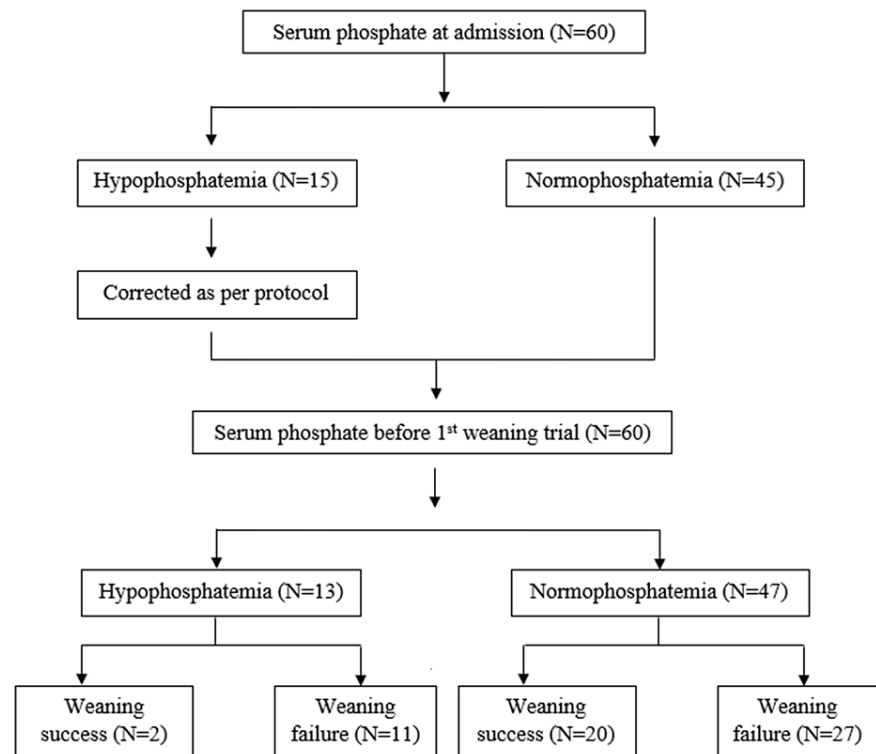 Serum phosphate at admission (N=60)
Hypophosphatemia (N=15)
Normophosphatemia (N=45)
Corrected as per protocol
Serum phosphate before 1st weaning trial (N=60)
Hypophosphatemia (N=13)
Normophosphatemia (N=47)
Weaning
success (N=2)
Weaning
failure (N=11)
Weaning
success (N=20)
Weaning
failure (N=27)